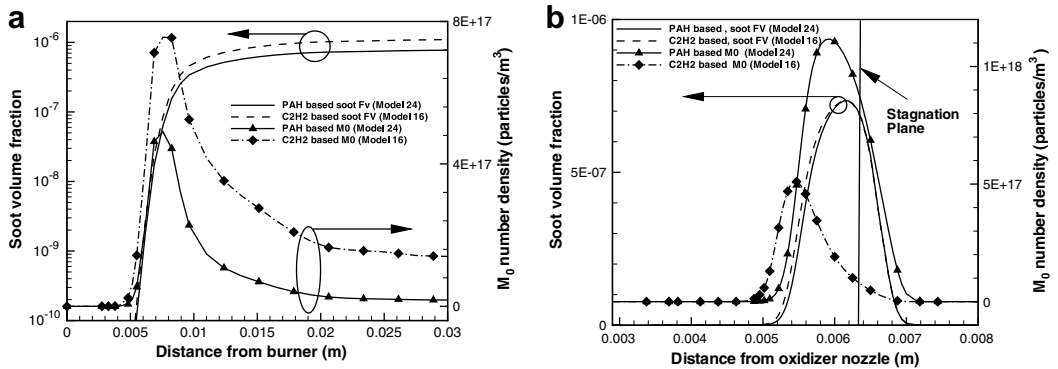 a
Soot volume fraction
10^-6
10^-7
10^-8
10^-9
10^-10
0
0.005
0.01
0.015
0.02
0.025
0.03
Distance from burner (m)
8E+17
4E+17
0
M₀ number density (particles/m³)
PAH based soot Fv (Model 24)
C2H2 based soot FV (Model 16)
PAH based M0 (Model 24)
C2H2 based M0 (Model 16)
b
Soot volume fraction
1E-06
5E-07
0
0.003
0.004
0.005
0.006
0.007
0.008
Distance from oxidizer nozzle (m)
1E+18
5E+17
0
M₀ number density (particles/m³)
PAH based , soot FV (Model 24)
C2H2 based, soot FV (Model 16)
PAH based M0 (Model 24)
C2H2 based M0 (Model 16)
Stagnation
Plane